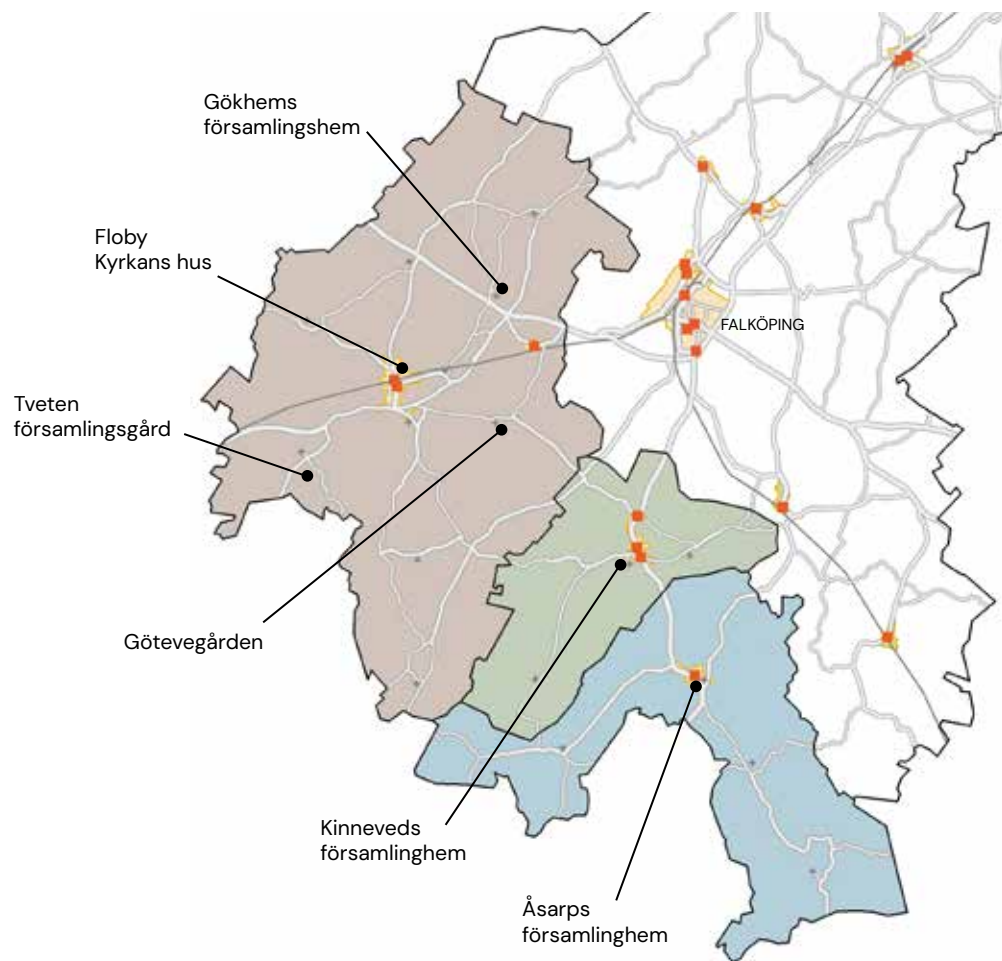 Gökhems
församlingshem
Floby
Kyrkans hus
FALKÖPING
Tveten
församlingsgård
Götevegården
Kinneveds
församlinghem
Åsarps
församlinghem